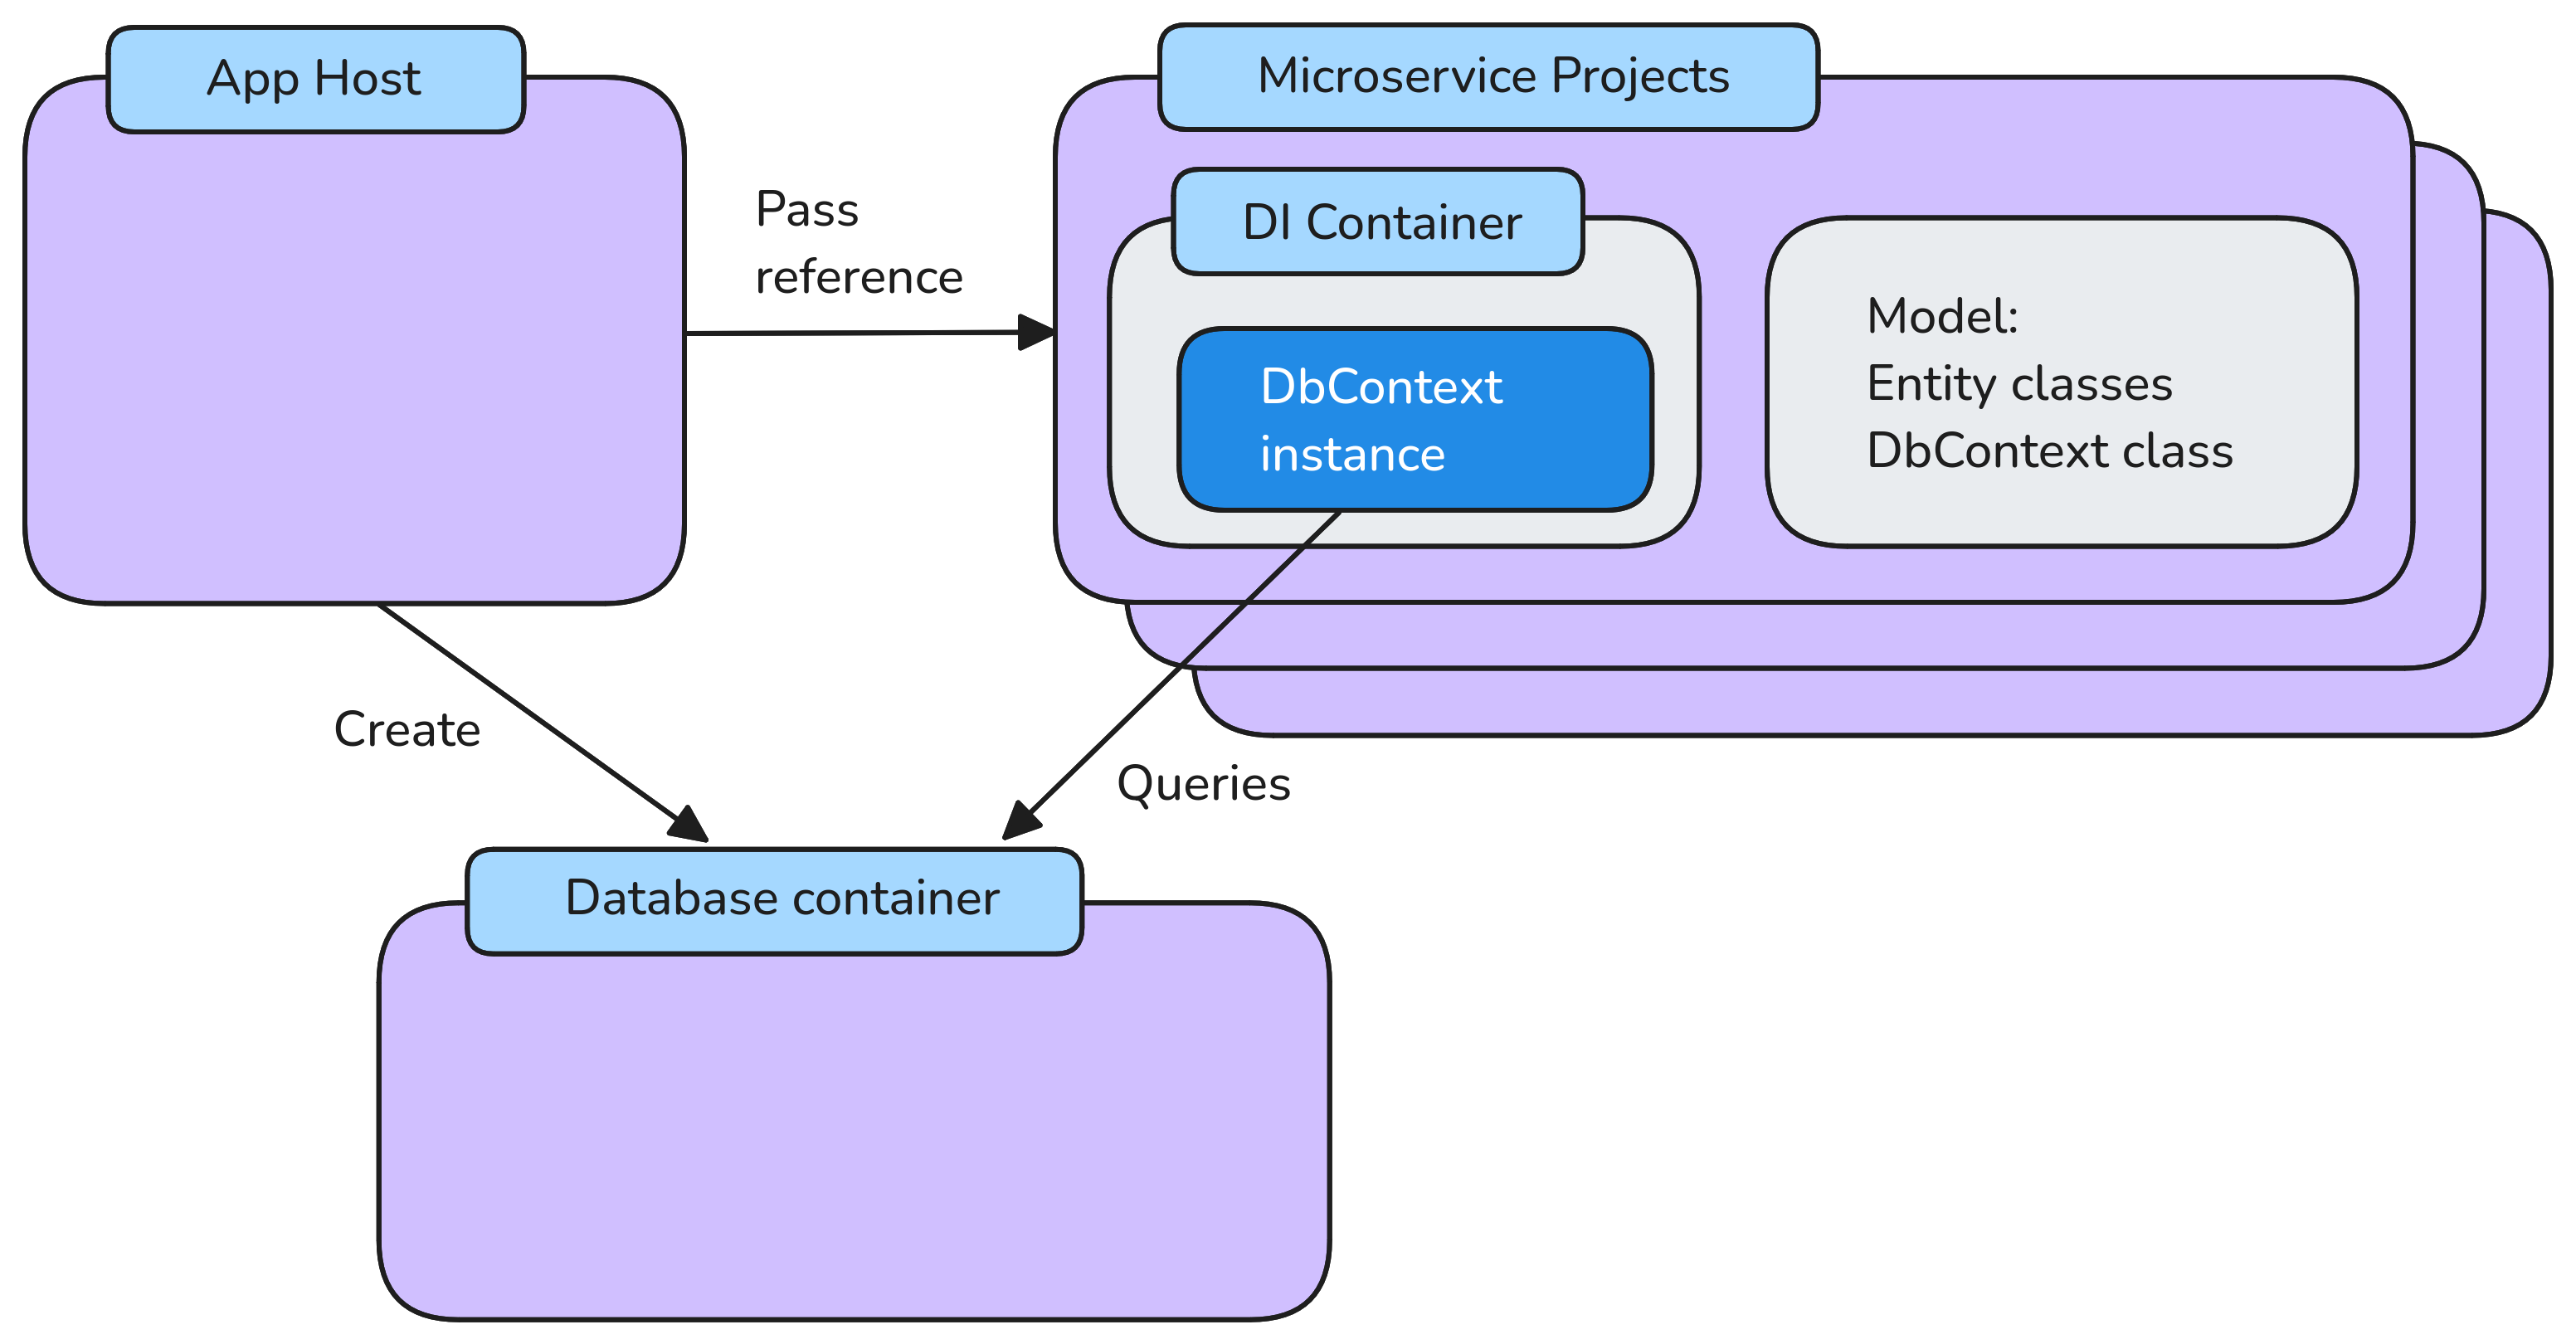 App Host
Microservice Projects
Pass
reference
DI Container
DbContext
instance
Model:
Entity classes
DbContext class
Create
Queries
Database container